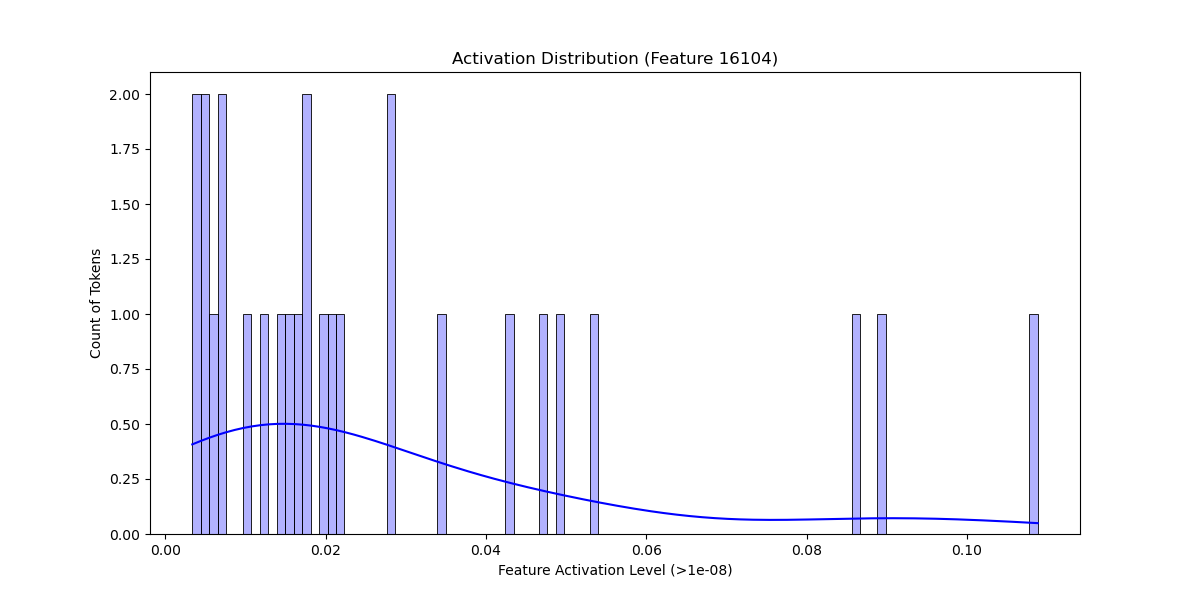 Activation Distribution (Feature 16104)
2.00
1.75
1.50
1.25
1.00
0.75
0.50
0.25
0.00
Count of Tokens
0.00 0.02 0.04 0.06 0.08 0.10
Feature Activation Level (>1e-08)